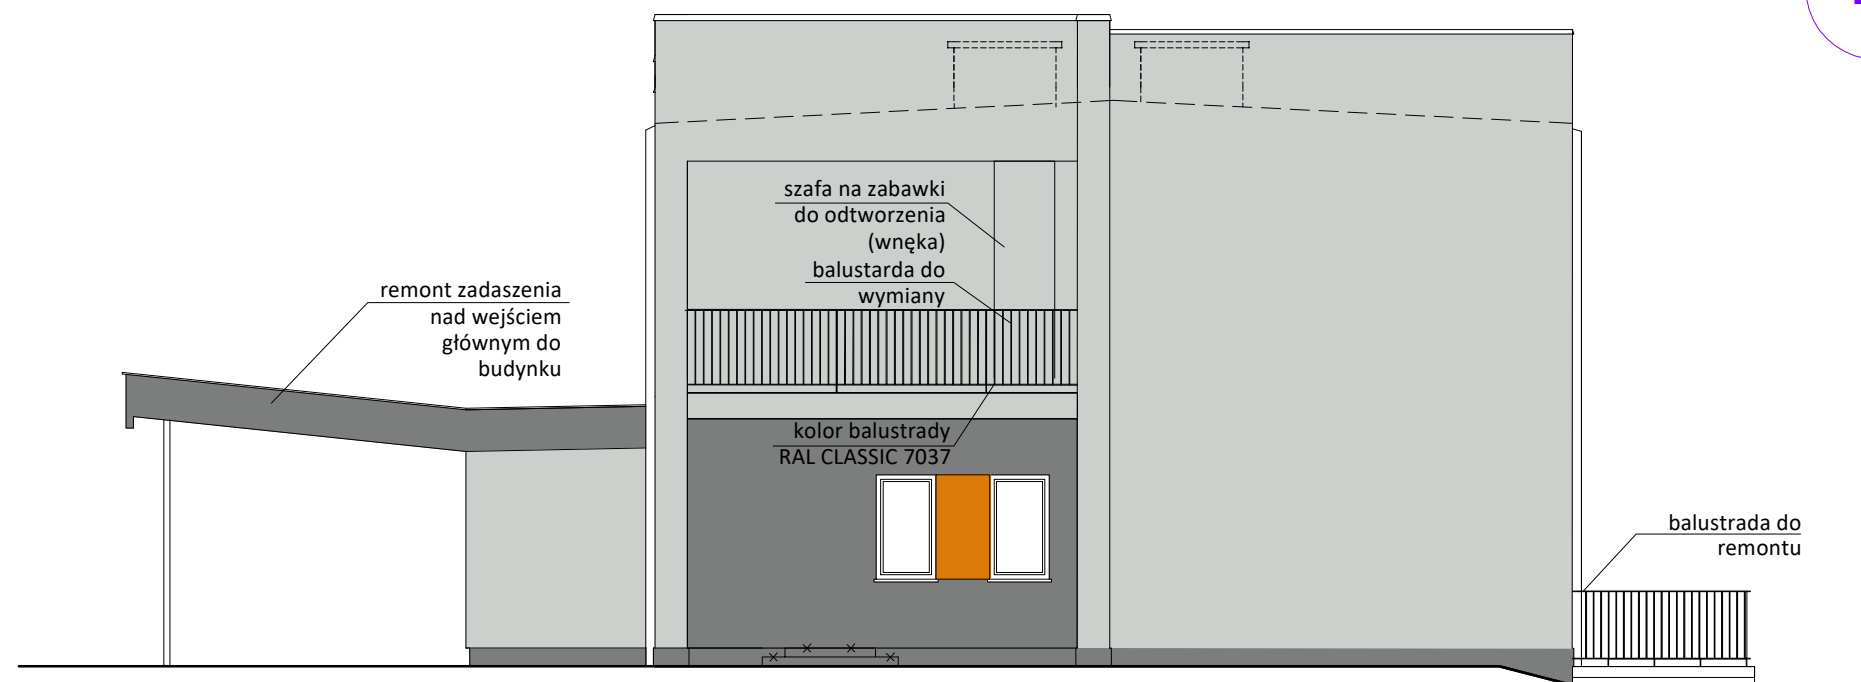 szafa na zabawki
do odtworzenia
(wnęka)
balustarda do
wymiany
remont zadaszenia
nad wejściem
głównym do
budynku
kolor balustrady
RAL CLASSIC 7037
balustrada do
remontu